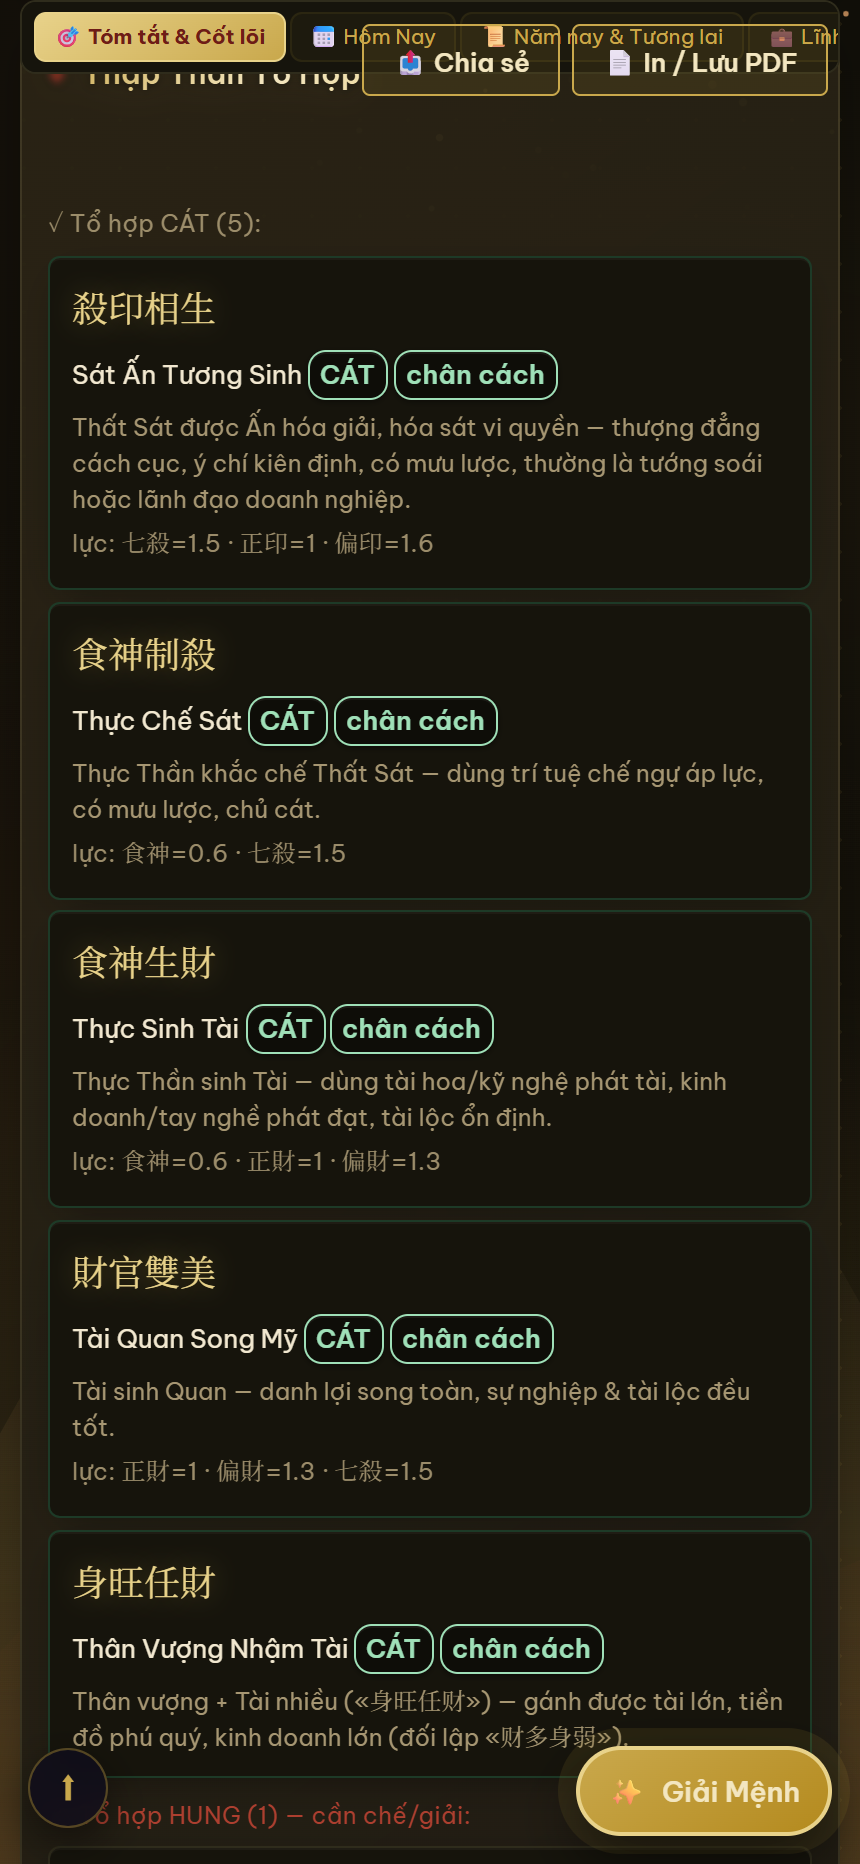 🎯 Tóm tắt & Cốt lõi
Hôm Nay
📜 Năm nay & Tương lai
💼 Lĩnh
Thập Thần Tổ Hợp
📤 Chia sẻ
📄 In / Lưu PDF
√ Tổ hợp CÁT (5):
殺印相生
Sát Ấn Tương Sinh CÁT chân cách
Thất Sát được Ấn hóa giải, hóa sát vi quyền — thượng đẳng
cách cục, ý chí kiên định, có mưu lược, thường là tướng soái
hoặc lãnh đạo doanh nghiệp.
lực: 七殺=1.5 · 正印=1 · 偏印=1.6
食神制殺
Thực Chế Sát CÁT chân cách
Thực Thần khắc chế Thất Sát — dùng trí tuệ chế ngự áp lực,
có mưu lược, chủ cát.
lực: 食神=0.6 · 七殺=1.5
食神生財
Thực Sinh Tài CÁT chân cách
Thực Thần sinh Tài — dùng tài hoa/kỹ nghệ phát tài, kinh
doanh/tay nghề phát đạt, tài lộc ổn định.
lực: 食神=0.6 · 正財=1 · 偏財=1.3
財官雙美
Tài Quan Song Mỹ CÁT chân cách
Tài sinh Quan — danh lợi song toàn, sự nghiệp & tài lộc đều
tốt.
lực: 正財=1 · 偏財=1.3 · 七殺=1.5
身旺任財
Thân Vượng Nhậm Tài CÁT chân cách
Thân vượng + Tài nhiều («身旺任财») — gánh được tài lớn, tiền
đồ phú quý, kinh doanh lớn (đối lập «财多身弱»).
ổ hợp HUNG (1) — cần chế/giải:
✨ Giải Mệnh